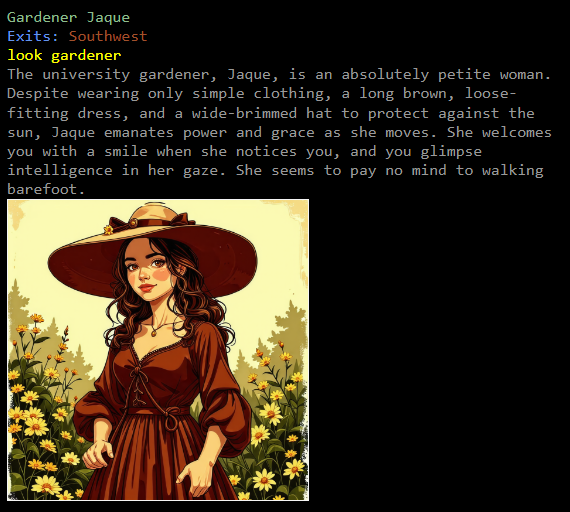 Gardener Jaque
Exits: Southwest
look gardener
The university gardener, Jaque, is an absolutely petite woman.
Despite wearing only simple clothing, a long brown, loose-
fitting dress, and a wide-brimmed hat to protect against the
sun, Jaque emanates power and grace as she moves. She welcomes
you with a smile when she notices you, and you glimpse
intelligence in her gaze. She seems to pay no mind to walking
barefoot.